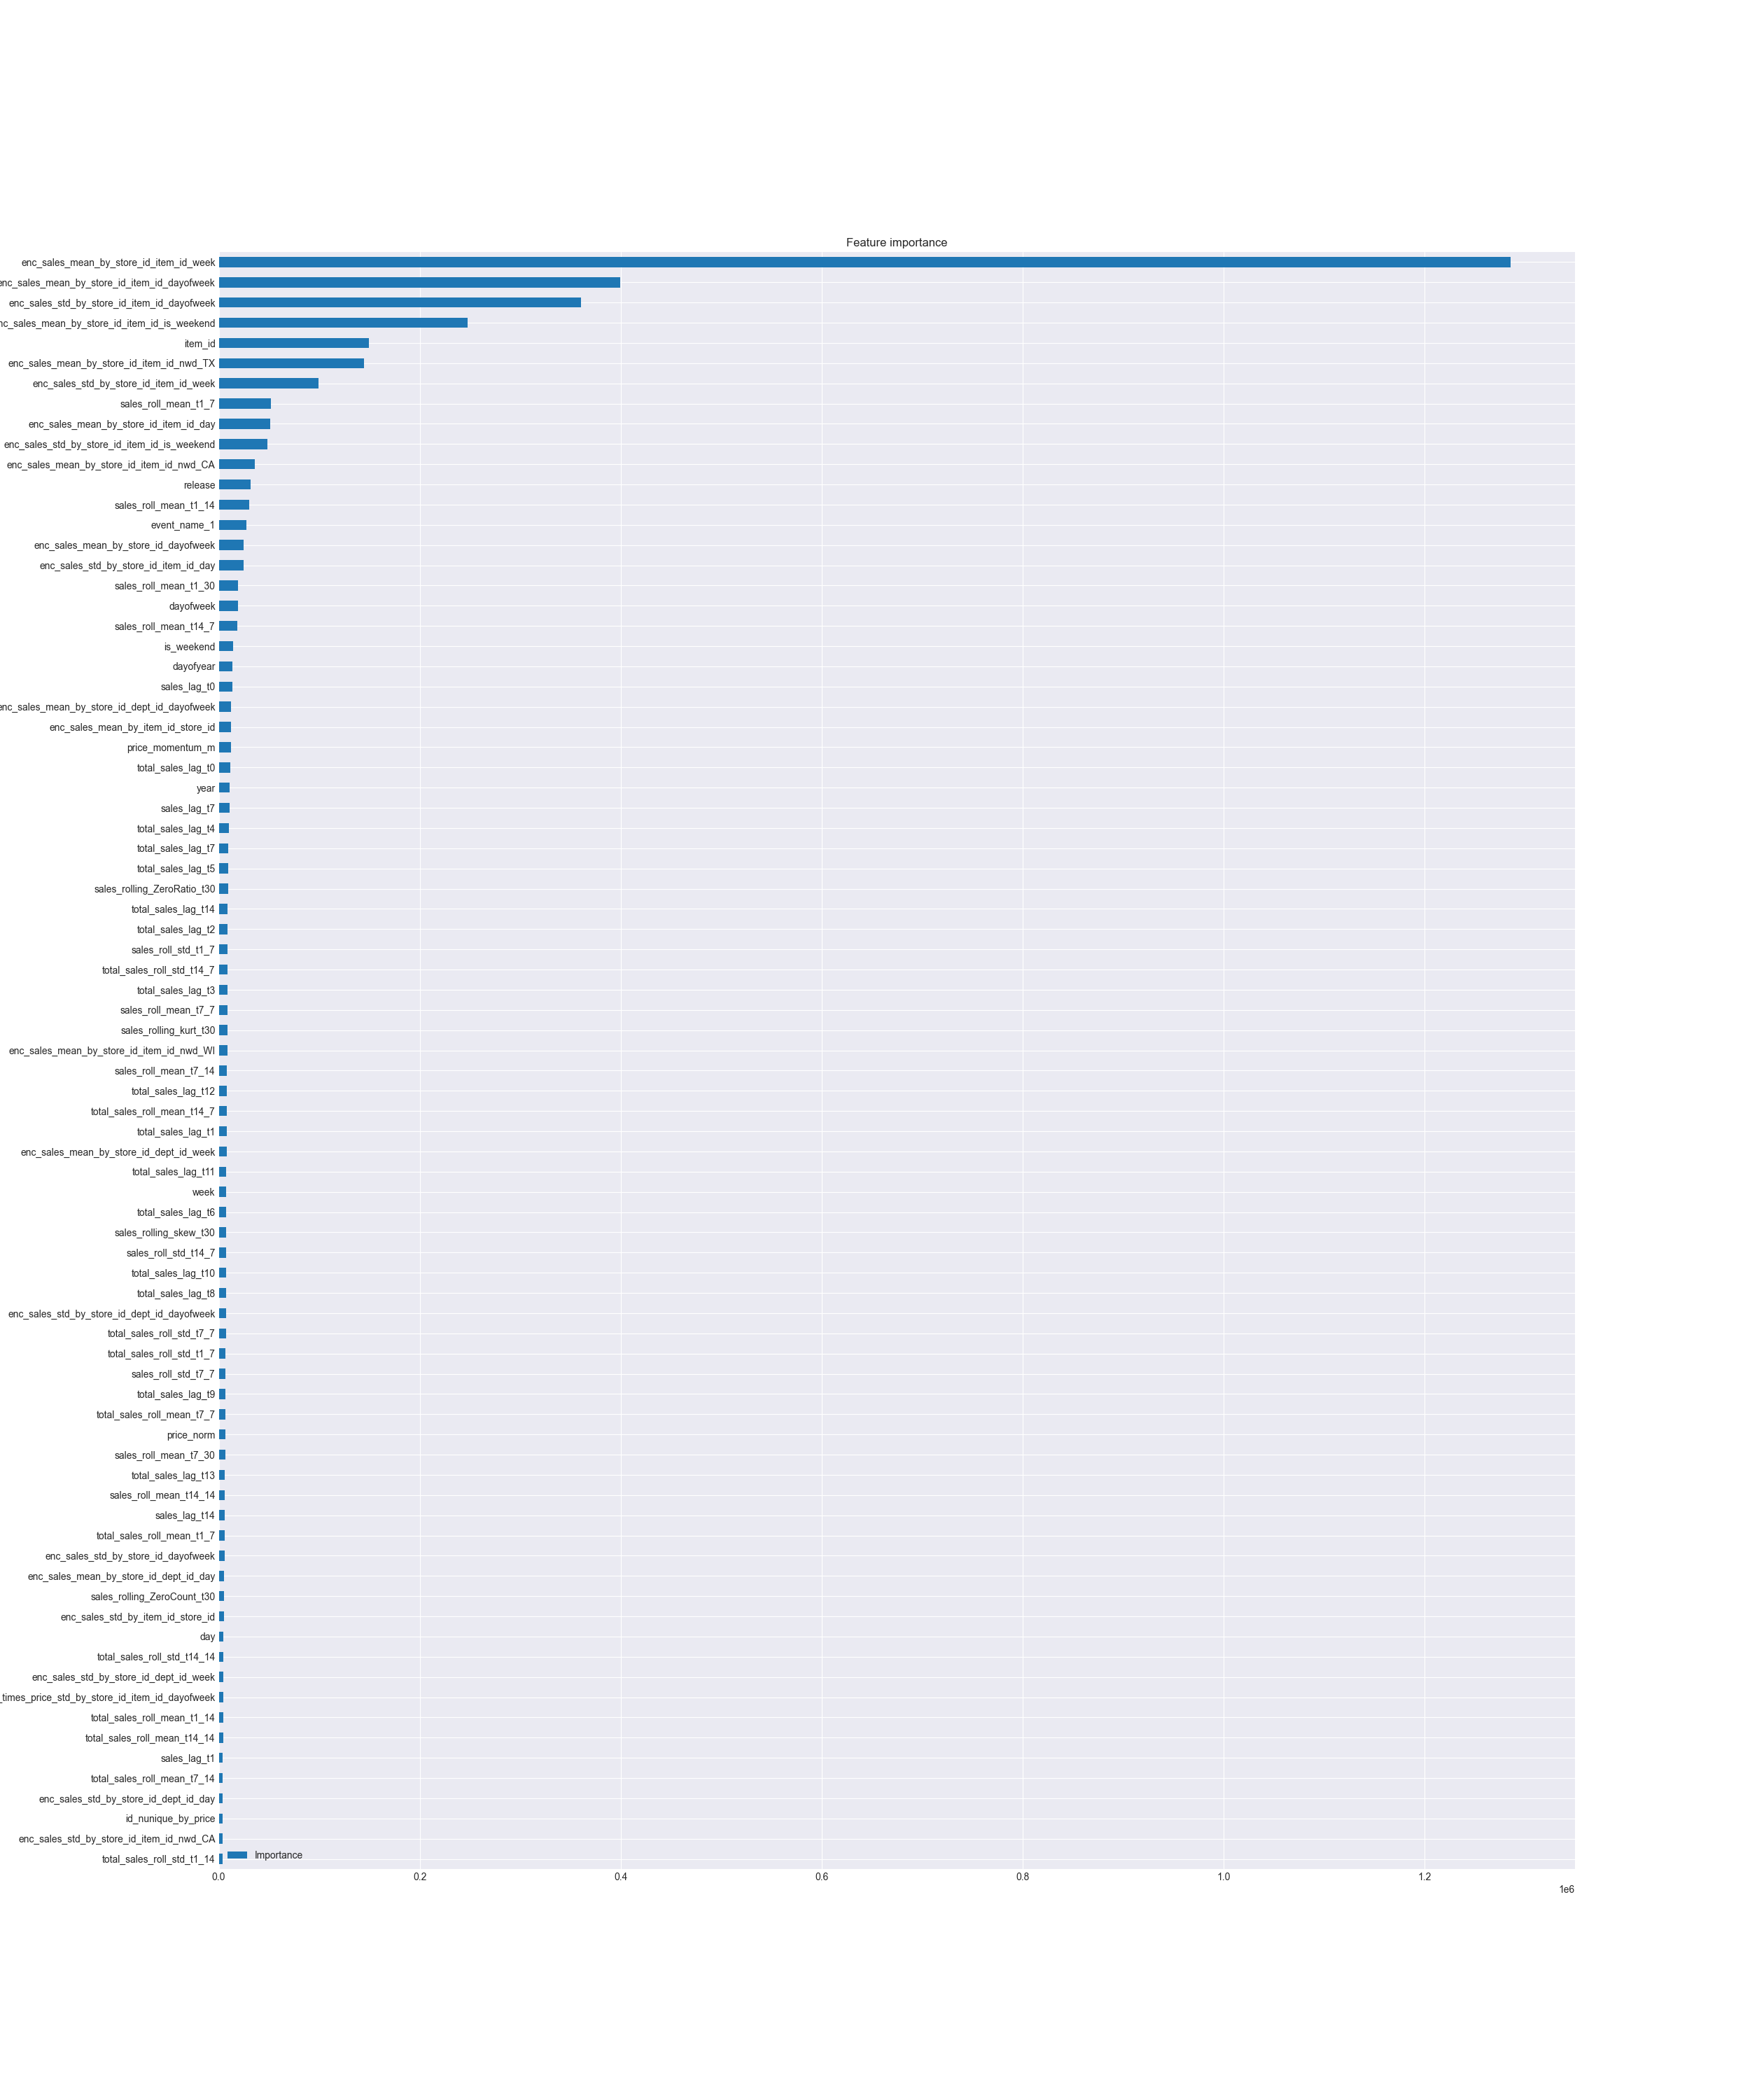 Feature importance
enc_sales_mean_by_store_id_item_id_week
enc_sales_mean_by_store_id_item_id_dayofweek
enc_sales_std_by_store_id_item_id_dayofweek
nc_sales_mean_by_store_id_item_id_is_weekend
item_id
enc_sales_mean_by_store_id_item_id_nwd_TX
enc_sales_std_by_store_id_item_id_week
sales_roll_mean_t1_7
enc_sales_mean_by_store_id_item_id_day
enc_sales_std_by_store_id_item_id_is_weekend
enc_sales_mean_by_store_id_item_id_nwd_CA
release
sales_roll_mean_t1_14
event_name_1
enc_sales_mean_by_store_id_dayofweek
enc_sales_std_by_store_id_item_id_day
sales_roll_mean_t1_30
dayofweek
sales_roll_mean_t14_7
is_weekend
dayofyear
sales_lag_t0
enc_sales_mean_by_store_id_dept_id_dayofweek
enc_sales_mean_by_item_id_store_id
price_momentum_m
total_sales_lag_t0
year
sales_lag_t7
total_sales_lag_t4
total_sales_lag_t7
total_sales_lag_t5
sales_rolling_ZeroRatio_t30
total_sales_lag_t14
total_sales_lag_t2
sales_roll_std_t1_7
total_sales_roll_std_t14_7
total_sales_lag_t3
sales_roll_mean_t7_7
sales_rolling_kurt_t30
enc_sales_mean_by_store_id_item_id_nwd_WI
sales_roll_mean_t7_14
total_sales_lag_t12
total_sales_roll_mean_t14_7
total_sales_lag_t1
enc_sales_mean_by_store_id_dept_id_week
total_sales_lag_t11
week
total_sales_lag_t6
sales_rolling_skew_t30
sales_roll_std_t14_7
total_sales_lag_t10
total_sales_lag_t8
enc_sales_std_by_store_id_dept_id_dayofweek
total_sales_roll_std_t7_7
total_sales_roll_std_t1_7
sales_roll_std_t7_7
total_sales_lag_t9
total_sales_roll_mean_t7_7
price_norm
sales_roll_mean_t7_30
total_sales_lag_t13
sales_roll_mean_t14_14
sales_lag_t14
total_sales_roll_mean_t1_7
enc_sales_std_by_store_id_dayofweek
enc_sales_mean_by_store_id_dept_id_day
sales_rolling_ZeroCount_t30
enc_sales_std_by_item_id_store_id
day
total_sales_roll_std_t14_14
enc_sales_std_by_store_id_dept_id_week
_times_price_std_by_store_id_item_id_dayofweek
total_sales_roll_mean_t1_14
total_sales_roll_mean_t14_14
sales_lag_t1
total_sales_roll_mean_t7_14
enc_sales_std_by_store_id_dept_id_day
id_nunique_by_price
enc_sales_std_by_store_id_item_id_nwd_CA
total_sales_roll_std_t1_14
Importance
0.0 0.2 0.4 0.6 0.8 1.0 1.2
1e6